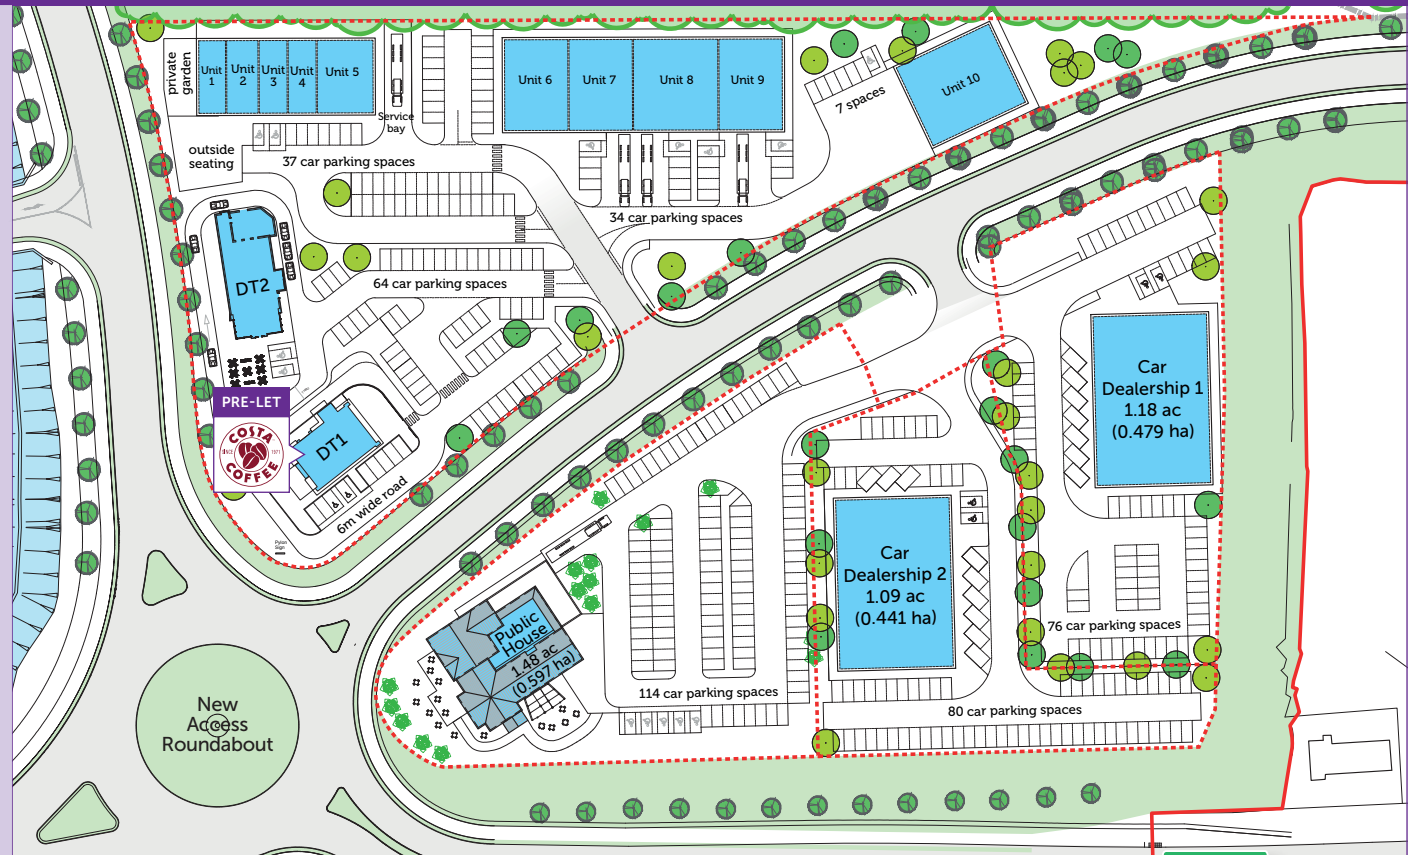 private
garden
Unit
1
Unit
2
Unit
3
Unit
4
Unit 5
Service
bay
Unit 6
Unit 7
Unit 8
Unit 9
7 spaces
Unit 10
outside
seating
37 car parking spaces
34 car parking spaces
DT2
64 car parking spaces
PRE-LET
COSTA
SINCE 1971
COFFEE
DT1
6m wide road
Pylon
Sign
Car
Dealership 1
1.18 ac
(0.479 ha)
Car
Dealership 2
1.09 ac
(0.441 ha)
Public
House
1.48 ac
(0.597 ha)
76 car parking spaces
114 car parking spaces
80 car parking spaces
New
Access
Roundabout